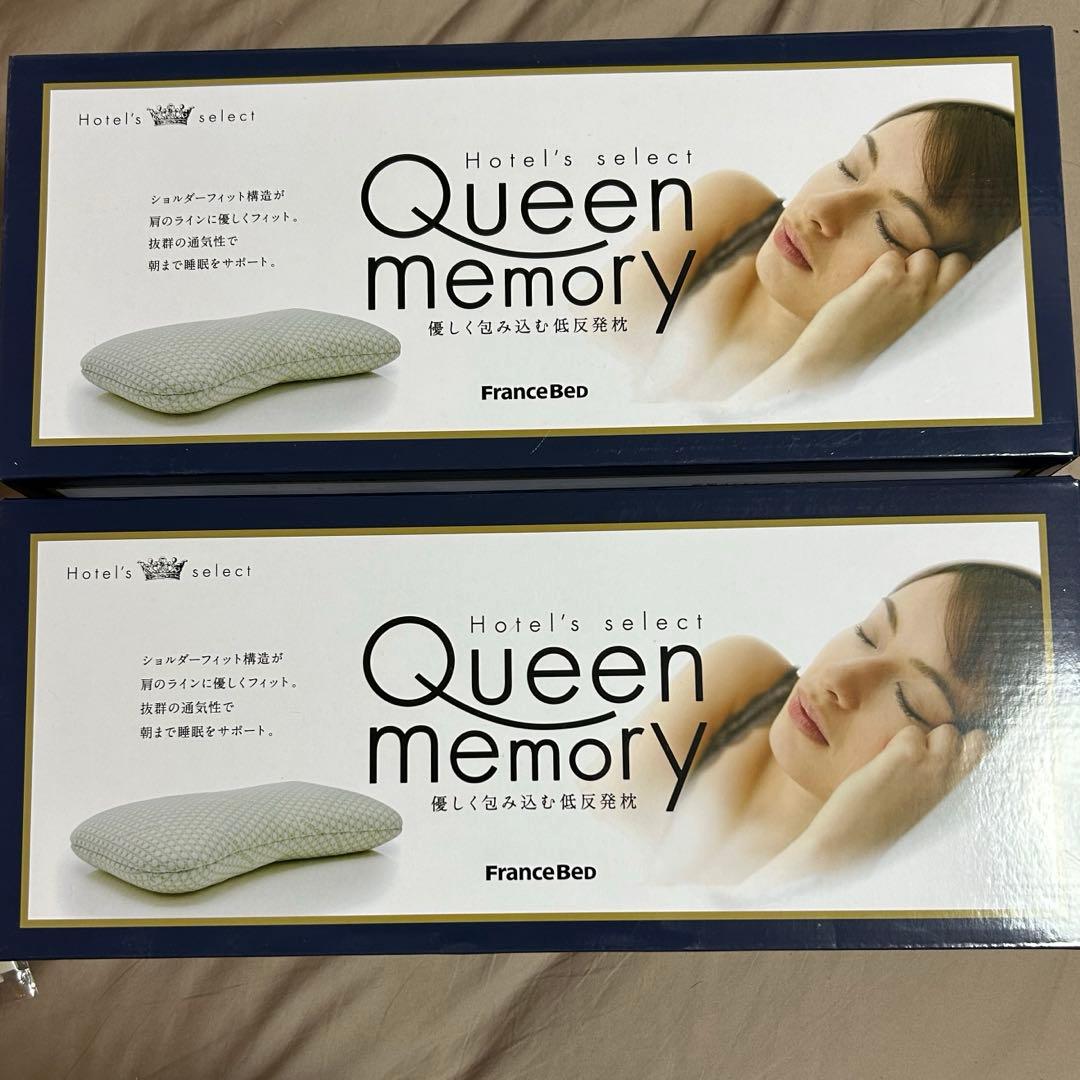 Hotel's select
Hotel's select
Queen
memory
優しく包み込む低反発枕
ショルダーフィット構造が
肩のラインに優しくフィット。
抜群の通気性で
朝まで睡眠をサポート。
FranceBeD
Hotel's select
Hotel's select
Queen
memory
優しく包み込む低反発枕
ショルダーフィット構造が
肩のラインに優しくフィット。
抜群の通気性で
朝まで睡眠をサポート。
FranceBeD